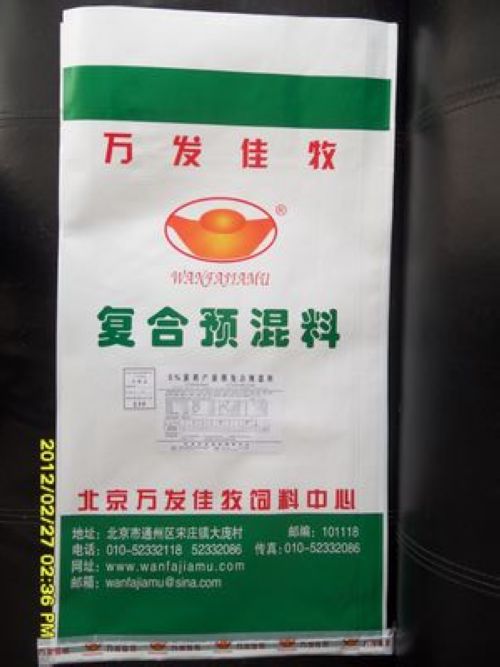 万发佳牧
®
WANFAJIAMU
复合预混料
北京万发佳牧饲料中心
地址: 北京市通州区宋庄镇大庞村 邮编: 101118
电话: 010-52332118 52332086 传真:010-52332086
网址: www.wanfajiamu.com
邮箱: wanfajiamu@sina.com
2012/02/27 02:36 PM